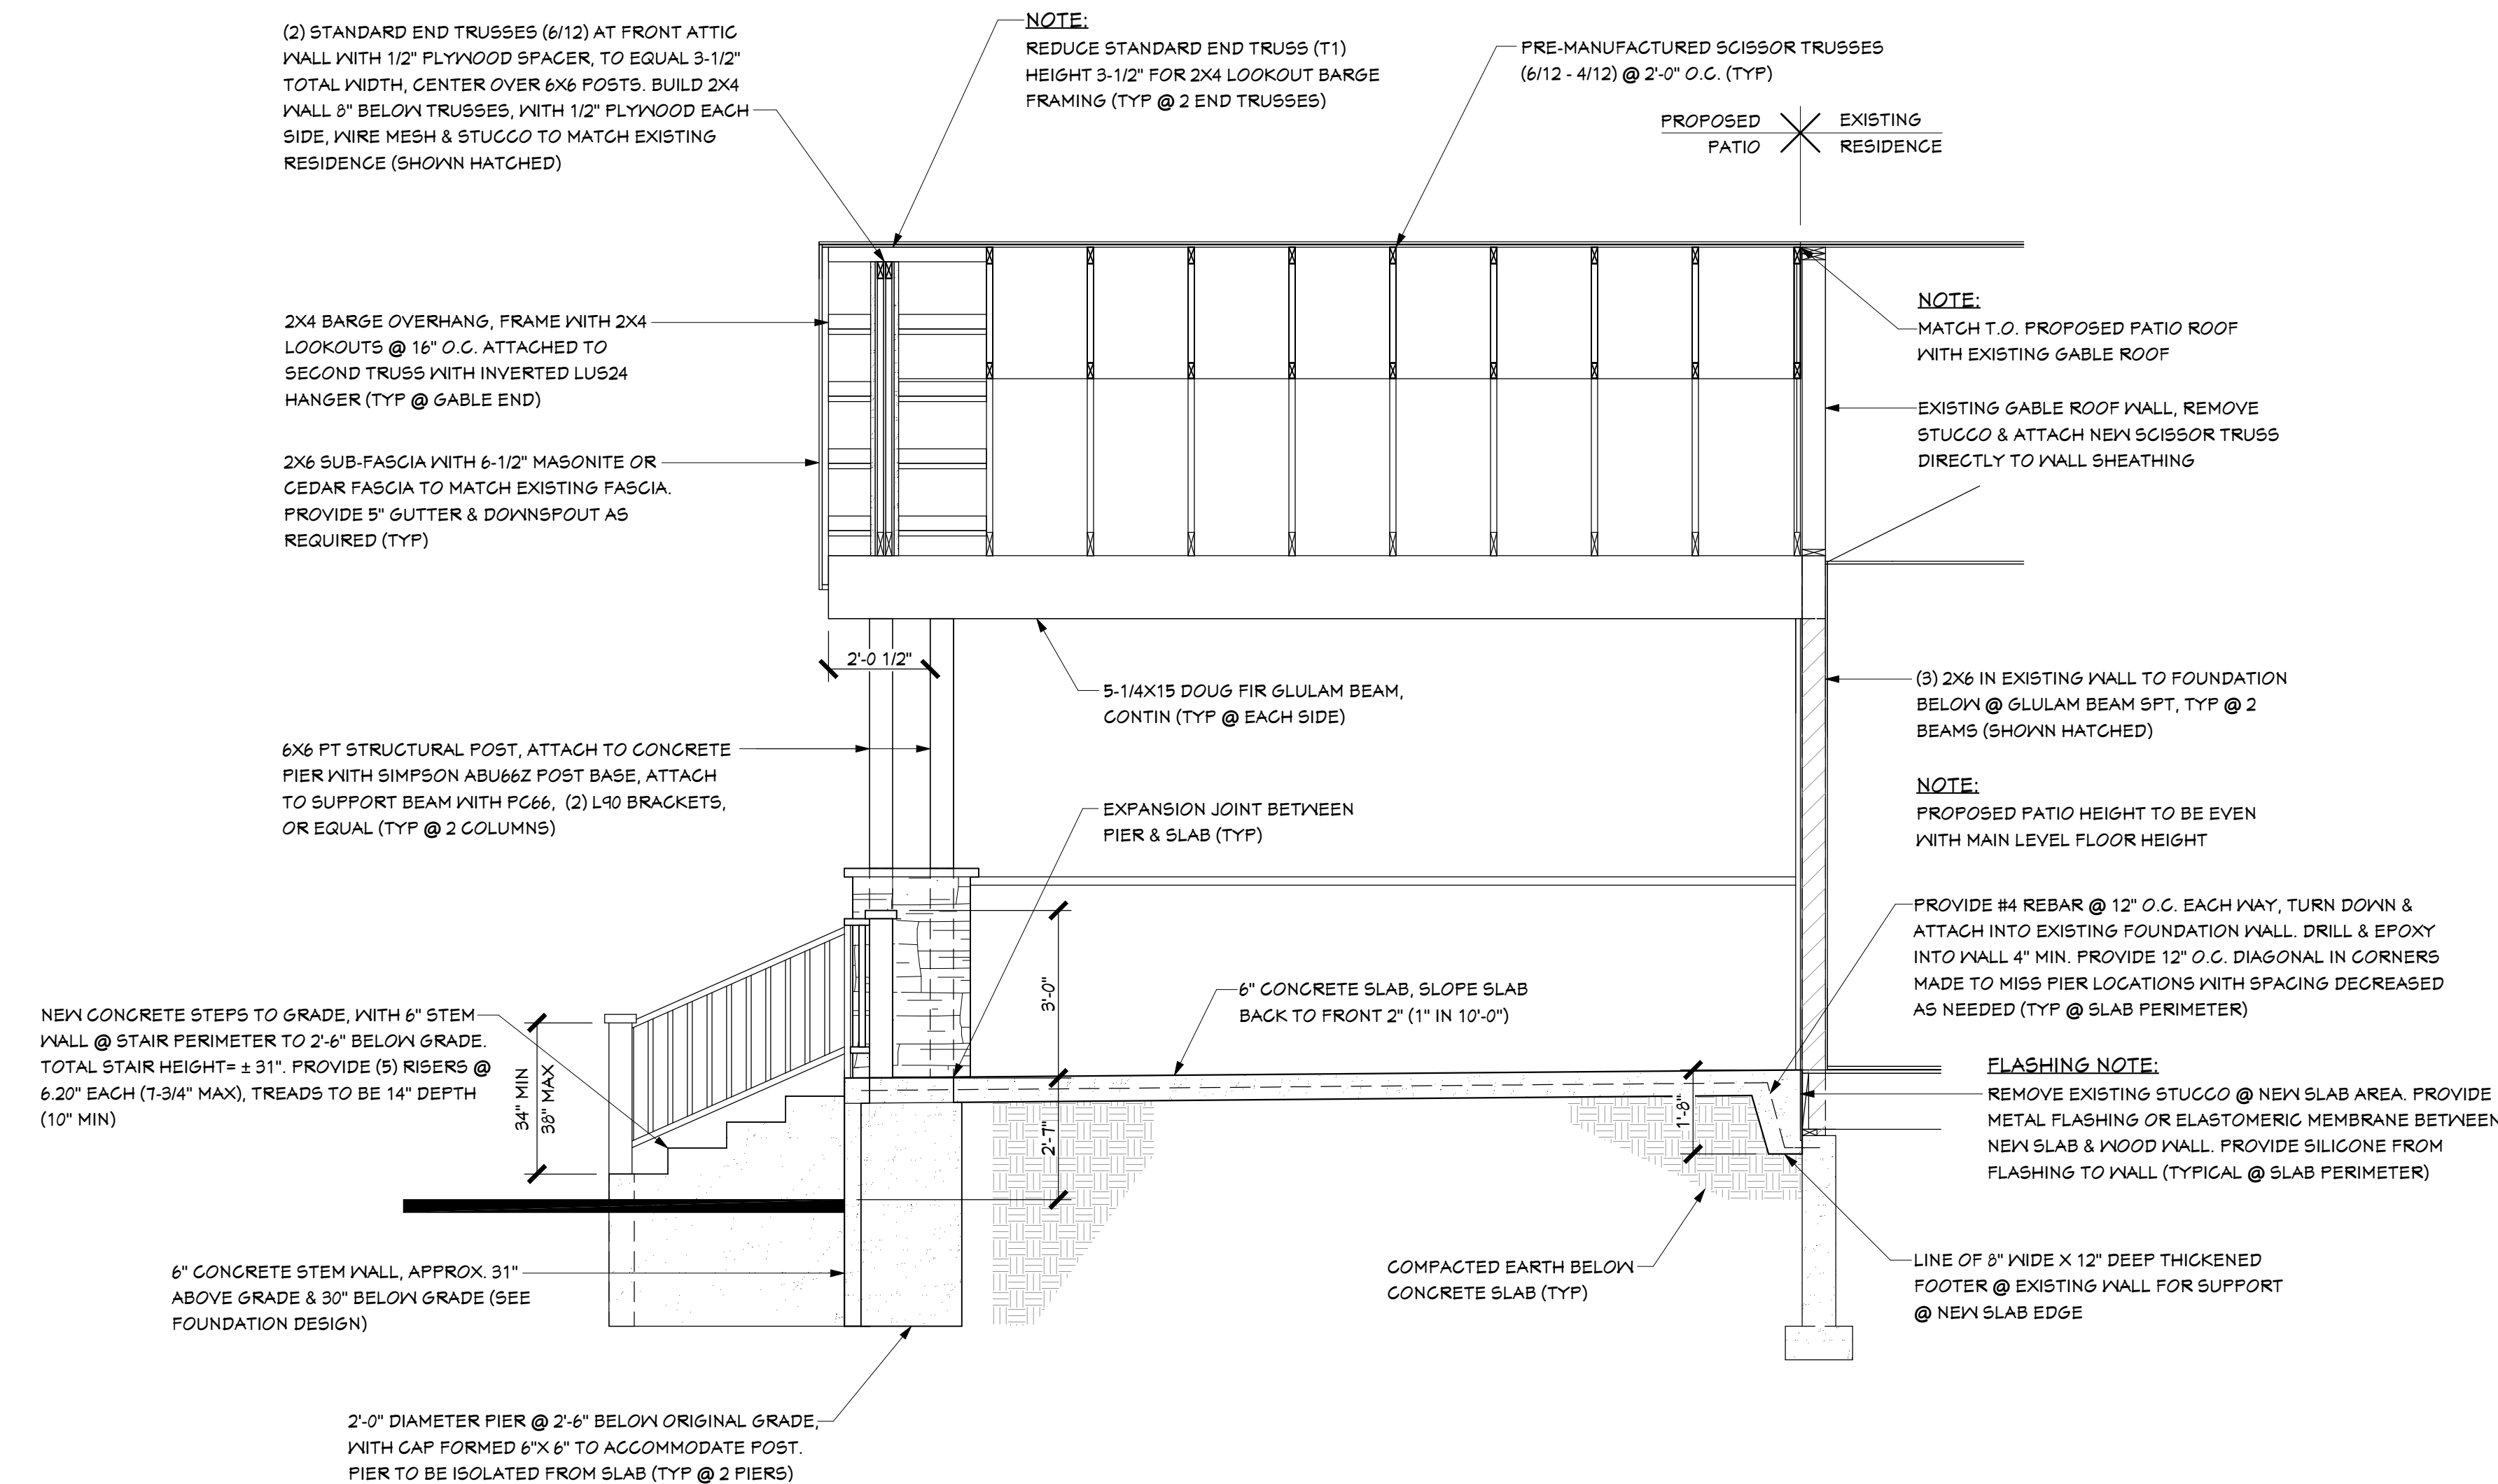 (2) STANDARD END TRUSSES (6/12) AT FRONT ATTIC
WALL WITH 1/2" PLYWOOD SPACER, TO EQUAL 3-1/2"
TOTAL WIDTH, CENTER OVER 6X6 POSTS. BUILD 2X4
WALL 8" BELOW TRUSSES, WITH 1/2" PLYWOOD EACH
SIDE, WIRE MESH & STUCCO TO MATCH EXISTING
RESIDENCE (SHOWN HATCHED)
NOTE:
REDUCE STANDARD END TRUSS (T1)
HEIGHT 3-1/2" FOR 2X4 LOOKOUT BARGE
FRAMING (TYP @ 2 END TRUSSES)
PRE-MANUFACTURED SCISSOR TRUSSES
(6/12 - 4/12) @ 2'-0" O.C. (TYP)
PROPOSED
PATIO
EXISTING
RESIDENCE
2X4 BARGE OVERHANG, FRAME WITH 2X4
LOOKOUTS @ 16" O.C. ATTACHED TO
SECOND TRUSS WITH INVERTED LUS24
HANGER (TYP @ GABLE END)
NOTE:
MATCH T.O. PROPOSED PATIO ROOF
WITH EXISTING GABLE ROOF
EXISTING GABLE ROOF WALL, REMOVE
STUCCO & ATTACH NEW SCISSOR TRUSS
DIRECTLY TO WALL SHEATHING
2X6 SUB-FASCIA WITH 6-1/2" MASONITE OR
CEDAR FASCIA TO MATCH EXISTING FASCIA.
PROVIDE 5" GUTTER & DOWNSPOUT AS
REQUIRED (TYP)
2'-0 1/2"
5-1/4X15 DOUG FIR GLULAM BEAM,
CONTIN (TYP @ EACH SIDE)
(3) 2X6 IN EXISTING WALL TO FOUNDATION
BELOW @ GLULAM BEAM SPT, TYP @ 2
BEAMS (SHOWN HATCHED)
6X6 PT STRUCTURAL POST, ATTACH TO CONCRETE
PIER WITH SIMPSON ABU66Z POST BASE, ATTACH
TO SUPPORT BEAM WITH PC66, (2) L90 BRACKETS,
OR EQUAL (TYP @ 2 COLUMNS)
EXPANSION JOINT BETWEEN
PIER & SLAB (TYP)
NOTE:
PROPOSED PATIO HEIGHT TO BE EVEN
WITH MAIN LEVEL FLOOR HEIGHT
PROVIDE #4 REBAR @ 12" O.C. EACH WAY, TURN DOWN &
ATTACH INTO EXISTING FOUNDATION WALL. DRILL & EPOXY
INTO WALL 4" MIN. PROVIDE 12" O.C. DIAGONAL IN CORNERS
MADE TO MISS PIER LOCATIONS WITH SPACING DECREASED
AS NEEDED (TYP @ SLAB PERIMETER)
3'-0"
6" CONCRETE SLAB, SLOPE SLAB
BACK TO FRONT 2" (1" IN 10'-0")
NEW CONCRETE STEPS TO GRADE, WITH 6" STEM
WALL @ STAIR PERIMETER TO 2'-6" BELOW GRADE.
TOTAL STAIR HEIGHT= ± 31". PROVIDE (5) RISERS @
6.20" EACH (7-3/4" MAX), TREADS TO BE 14" DEPTH
(10" MIN)
34" MIN
38" MAX
2'-7"
1'-8"
FLASHING NOTE:
REMOVE EXISTING STUCCO @ NEW SLAB AREA. PROVIDE
METAL FLASHING OR ELASTOMERIC MEMBRANE BETWEEN
NEW SLAB & WOOD WALL. PROVIDE SILICONE FROM
FLASHING TO WALL (TYPICAL @ SLAB PERIMETER)
6" CONCRETE STEM WALL, APPROX. 31"
ABOVE GRADE & 30" BELOW GRADE (SEE
FOUNDATION DESIGN)
COMPACTED EARTH BELOW
CONCRETE SLAB (TYP)
LINE OF 8" WIDE X 12" DEEP THICKENED
FOOTER @ EXISTING WALL FOR SUPPORT
@ NEW SLAB EDGE
2'-0" DIAMETER PIER @ 2'-6" BELOW ORIGINAL GRADE,
WITH CAP FORMED 6"X 6" TO ACCOMMODATE POST.
PIER TO BE ISOLATED FROM SLAB (TYP @ 2 PIERS)